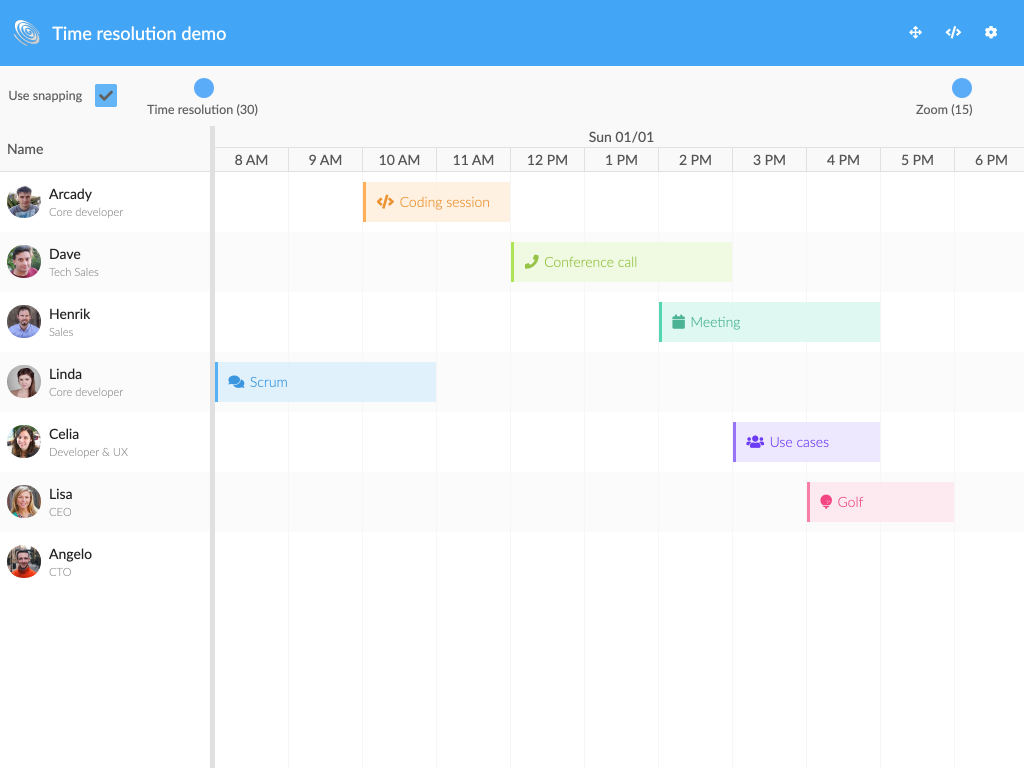 Time resolution demo
Use snapping
Time resolution (30)
Zoom (15)
Name
Sun 01/01
8 AM 9 AM 10 AM 11 AM 12 PM 1 PM 2 PM 3 PM 4 PM 5 PM 6 PM
Arcady
Core developer
Coding session
Dave
Tech Sales
Conference call
Henrik
Sales
Meeting
Linda
Core developer
Scrum
Celia
Developer & UX
Use cases
Lisa
CEO
Golf
Angelo
CTO